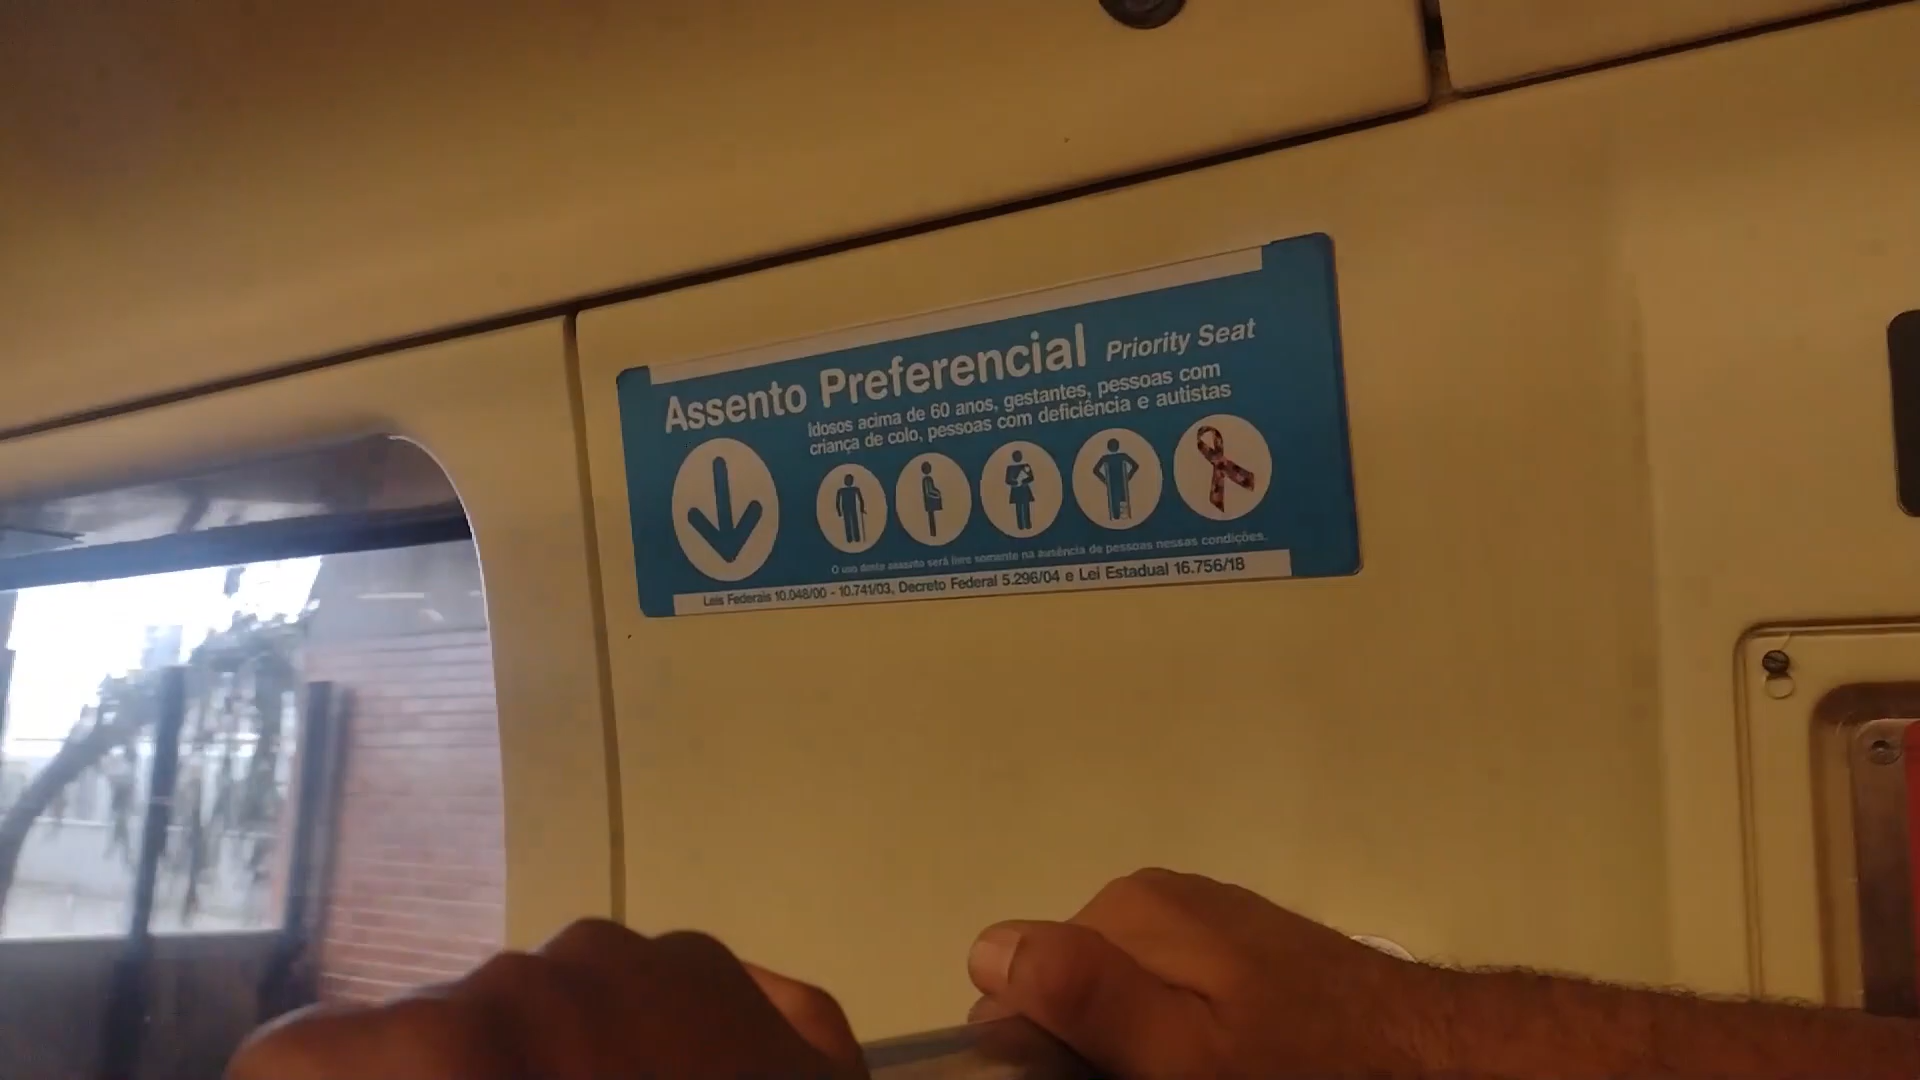 Assento Preferencial Priority Seat
Idosos acima de 60 anos, gestantes, pessoas com
criança de colo, pessoas com deficiência e autistas
O uso deste assento será livre somente na ausência de pessoas nessas condições.
Leis Federais 10.048/00 - 10.741/03, Decreto Federal 5.296/04 e Lei Estadual 16.756/18